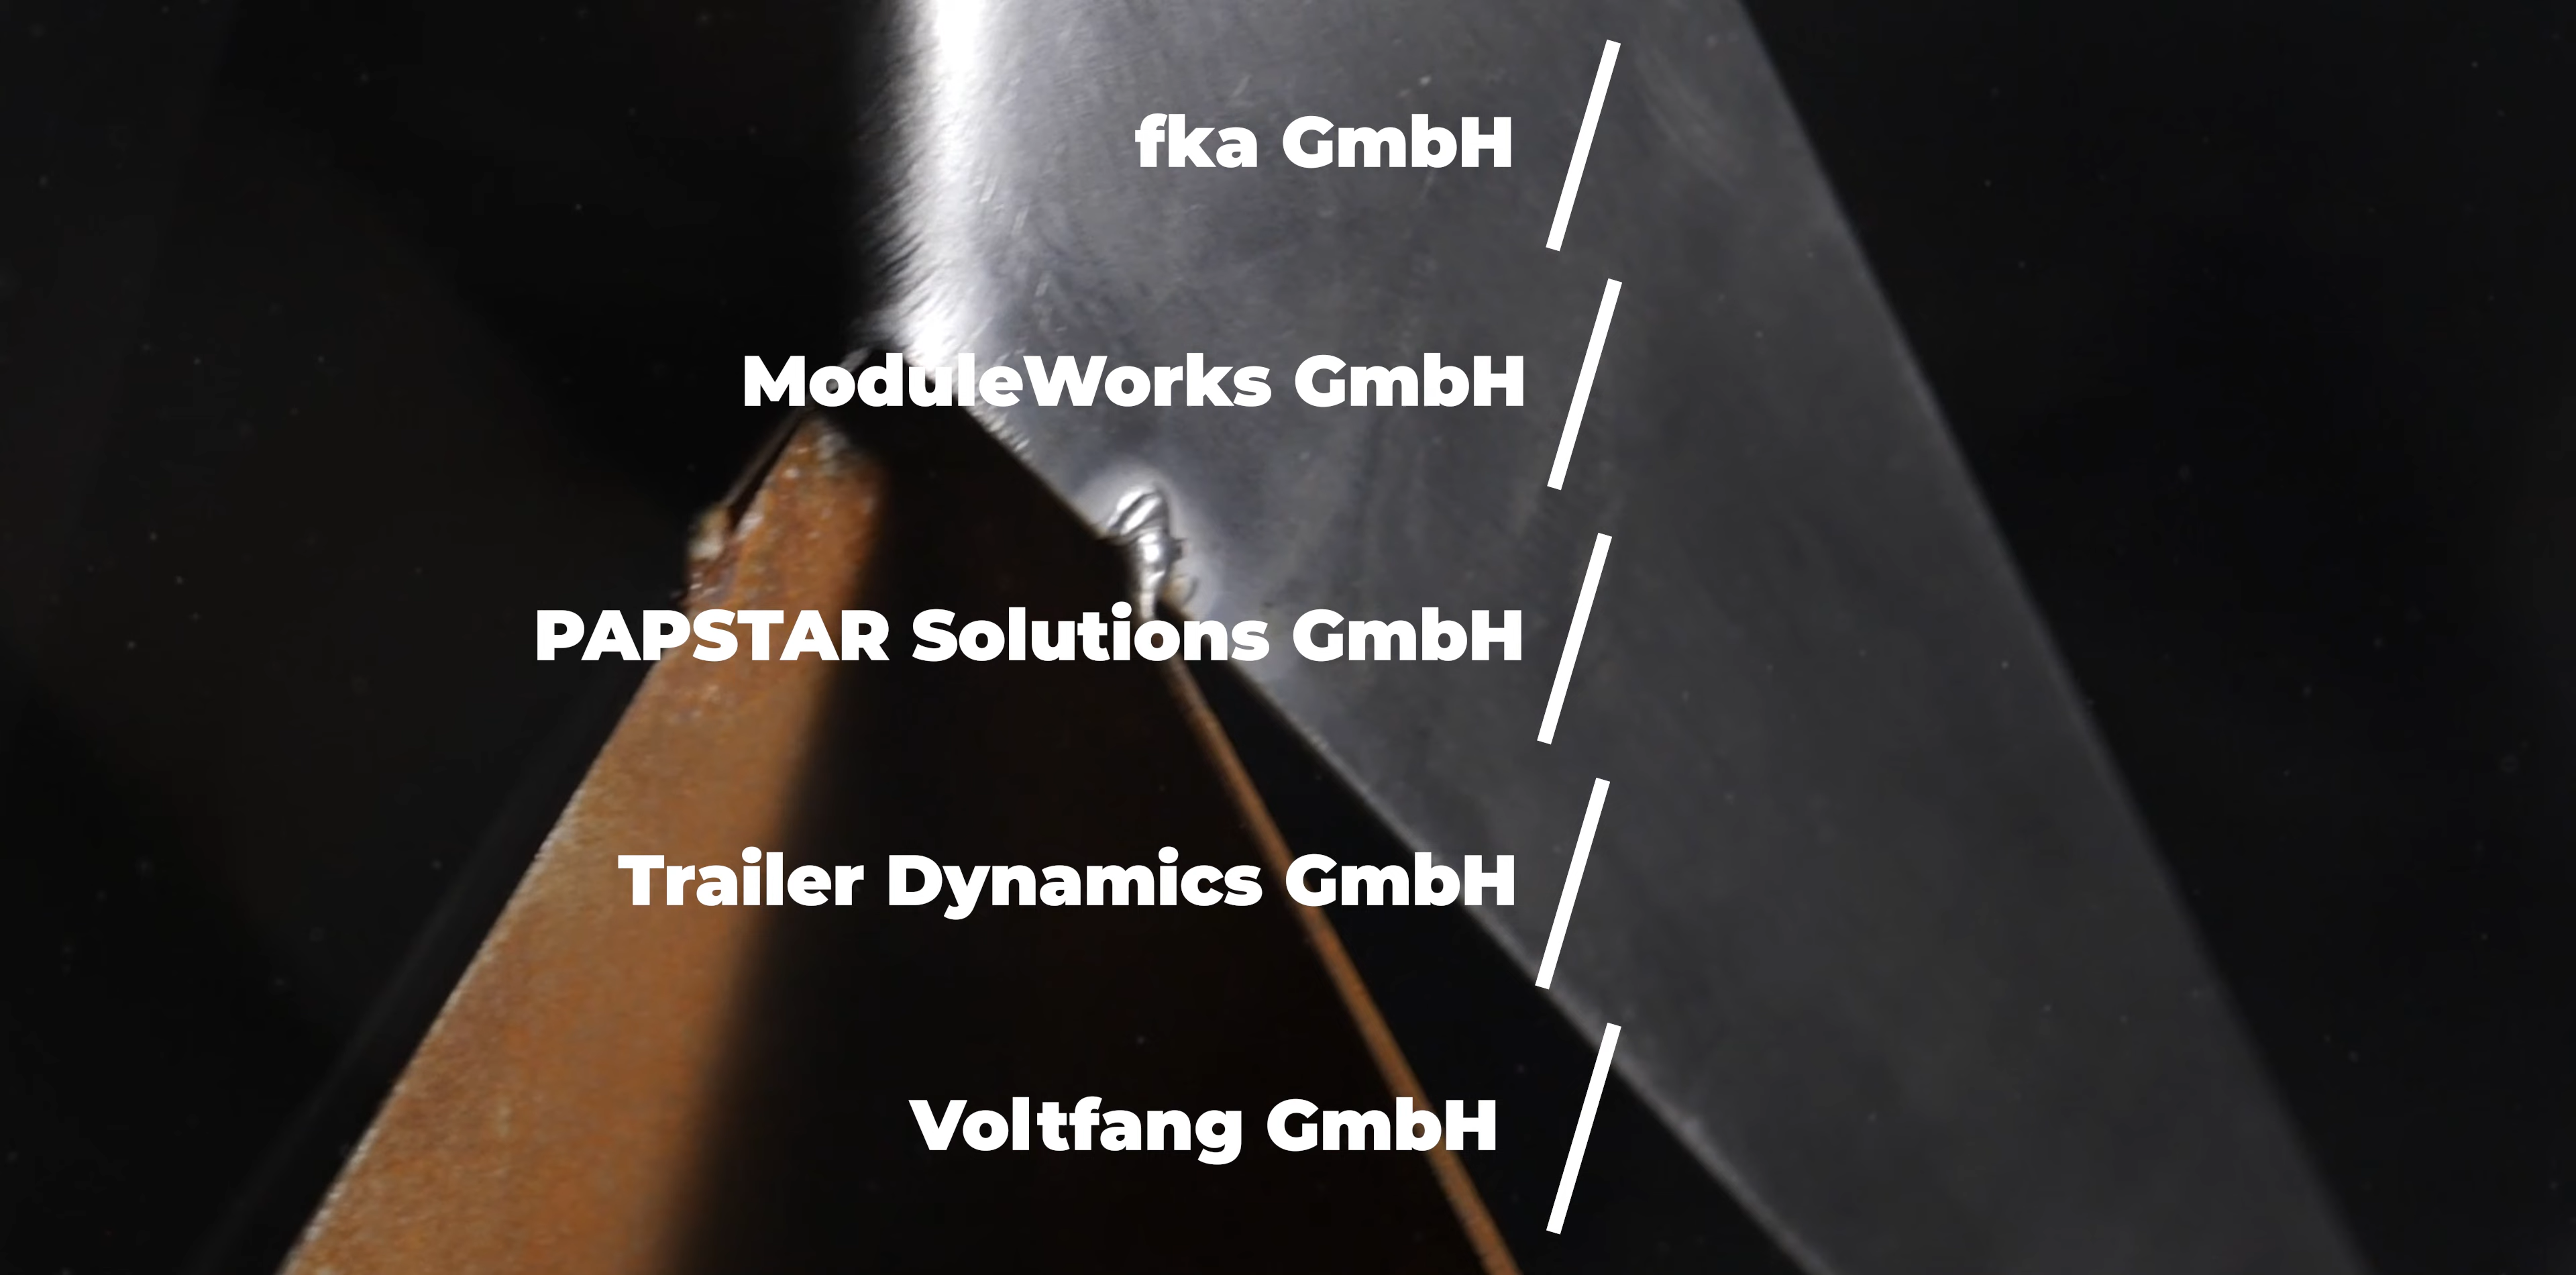 fka GmbH
ModuleWorks GmbH
PAPSTAR Solutions GmbH
Trailer Dynamics GmbH
Voltfang GmbH